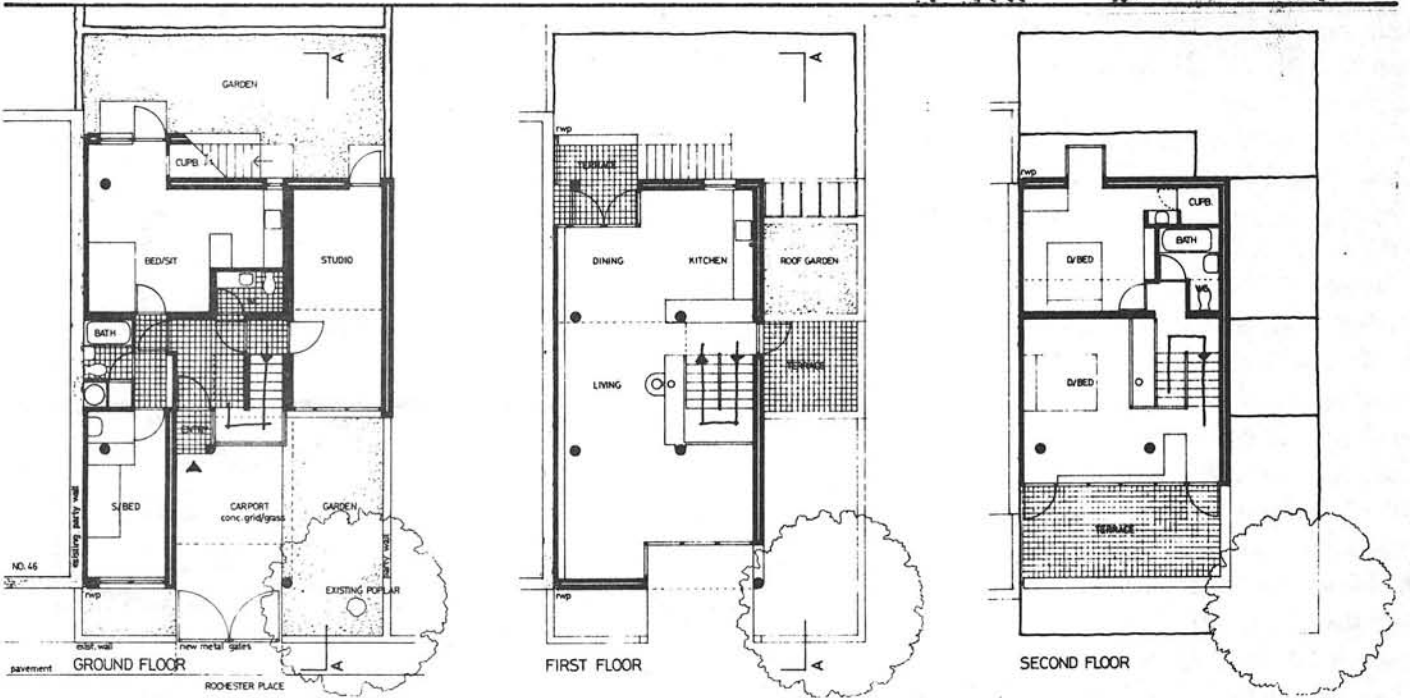 GARDEN
A
CUPB.
BED/SIT
STUDIO
BATH
ENTRY
S/BED
CARPORT
conc. grid/grass
GARDEN
existing party wall
party wall
NO. 46
rwp
EXISTING POPLAR
exist. wall
new metal gates
pavement
GROUND FLOOR
A
ROCHESTER PLACE
A
rwp
TERRACE
DINING
KITCHEN
ROOF GARDEN
LIVING
TERRACE
rwp
FIRST FLOOR
A
rwp
CUPB.
BATH
D/BED
D/BED
TERRACE
SECOND FLOOR